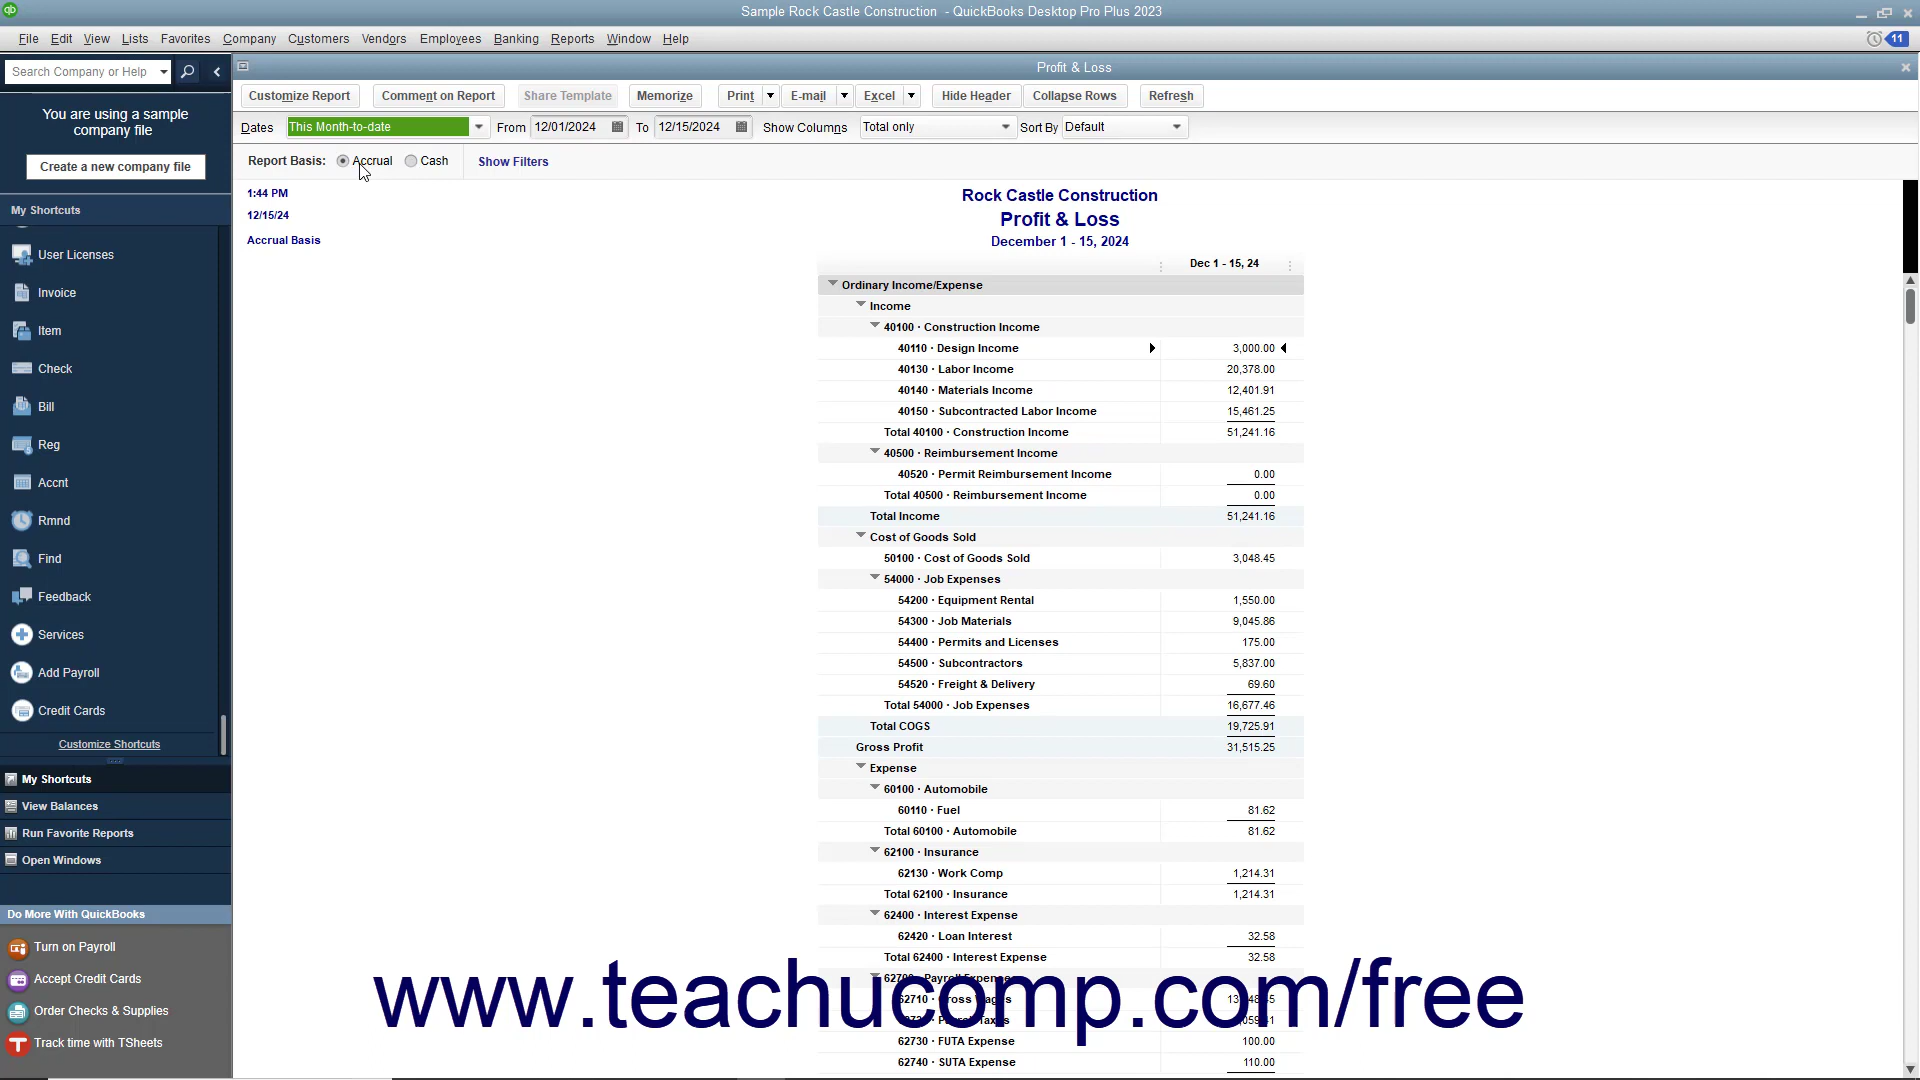 Sample Rock Castle Construction - QuickBooks Desktop Pro Plus 2023
File Edit View Lists Favorites Company Customers Vendors Employees Banking Reports Window Help
11
Search Company or Help
Profit & Loss
Customize Report Comment on Report Share Template Memorize Print E-mail Excel Hide Header Collapse Rows Refresh
Dates This Month-to-date From 12/01/2024 To 12/15/2024 Show Columns Total only Sort By Default
Report Basis: Accrual Cash Show Filters
You are using a sample
company file
Create a new company file
My Shortcuts
User Licenses
Invoice
Item
Check
Bill
Reg
Accnt
Rmnd
Find
Feedback
Services
Add Payroll
Credit Cards
Customize Shortcuts
My Shortcuts
View Balances
Run Favorite Reports
Open Windows
Do More With QuickBooks
Turn on Payroll
Accept Credit Cards
Order Checks & Supplies
Track time with TSheets
1:44 PM
12/15/24
Accrual Basis
Rock Castle Construction
Profit & Loss
December 1 - 15, 2024
Dec 1 - 15, 24
Ordinary Income/Expense
Income
40100 · Construction Income
40110 · Design Income 3,000.00
40130 · Labor Income 20,378.00
40140 · Materials Income 12,401.91
40150 · Subcontracted Labor Income 15,461.25
Total 40100 · Construction Income 51,241.16
40500 · Reimbursement Income
40520 · Permit Reimbursement Income 0.00
Total 40500 · Reimbursement Income 0.00
Total Income 51,241.16
Cost of Goods Sold
50100 · Cost of Goods Sold 3,048.45
54000 · Job Expenses
54200 · Equipment Rental 1,550.00
54300 · Job Materials 9,045.86
54400 · Permits and Licenses 175.00
54500 · Subcontractors 5,837.00
54520 · Freight & Delivery 69.60
Total 54000 · Job Expenses 16,677.46
Total COGS 19,725.91
Gross Profit 31,515.25
Expense
60100 · Automobile
60110 · Fuel 81.62
Total 60100 · Automobile 81.62
62100 · Insurance
62130 · Work Comp 1,214.31
Total 62100 · Insurance 1,214.31
62400 · Interest Expense
62420 · Loan Interest 32.58
Total 62400 · Interest Expense 32.58
Payroll Expenses
62710 · Gross Wages
62730 · FUTA Expense 100.00
62740 · SUTA Expense 110.00
www.teachucomp.com/free